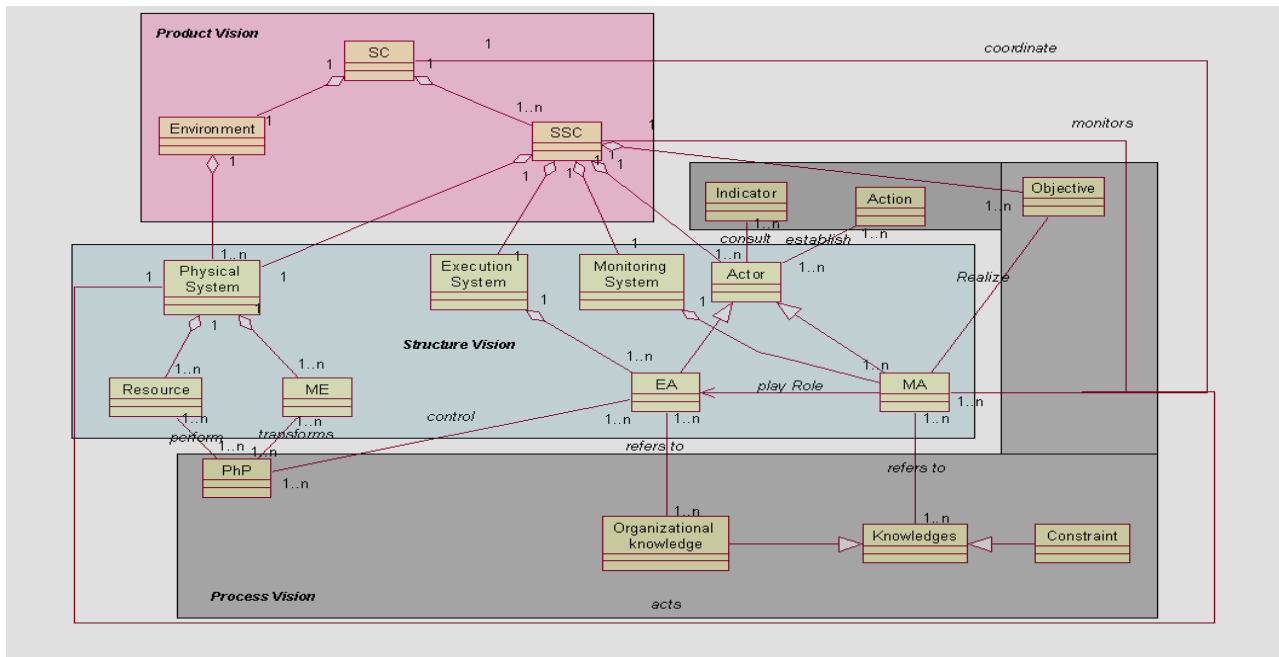 Product Vision
SC
1
coordinate
1
1
1..n
Environment
1
SSC
1
monitors
1
1
1
1
1
1
Indicator
Action
Objective
1..n
1..n
1..n
consult
establish
1..n
1..n
1..n
1
1
Physical
System
1
1
Execution
System
1
Monitoring
System
Actor
Realize
1
1
1
1
Structure Vision
1..n
1..n
1..n
1..n
Resource
ME
EA
play Role
MA
1..n
1..n
1..n
control
1..n
1..n
1..n
perform
transforms
1..n
1..n
refers to
PhP
refers to
1..n
1..n
1..n
Organizational
knowledge
Knowledges
Constraint
Process Vision
acts